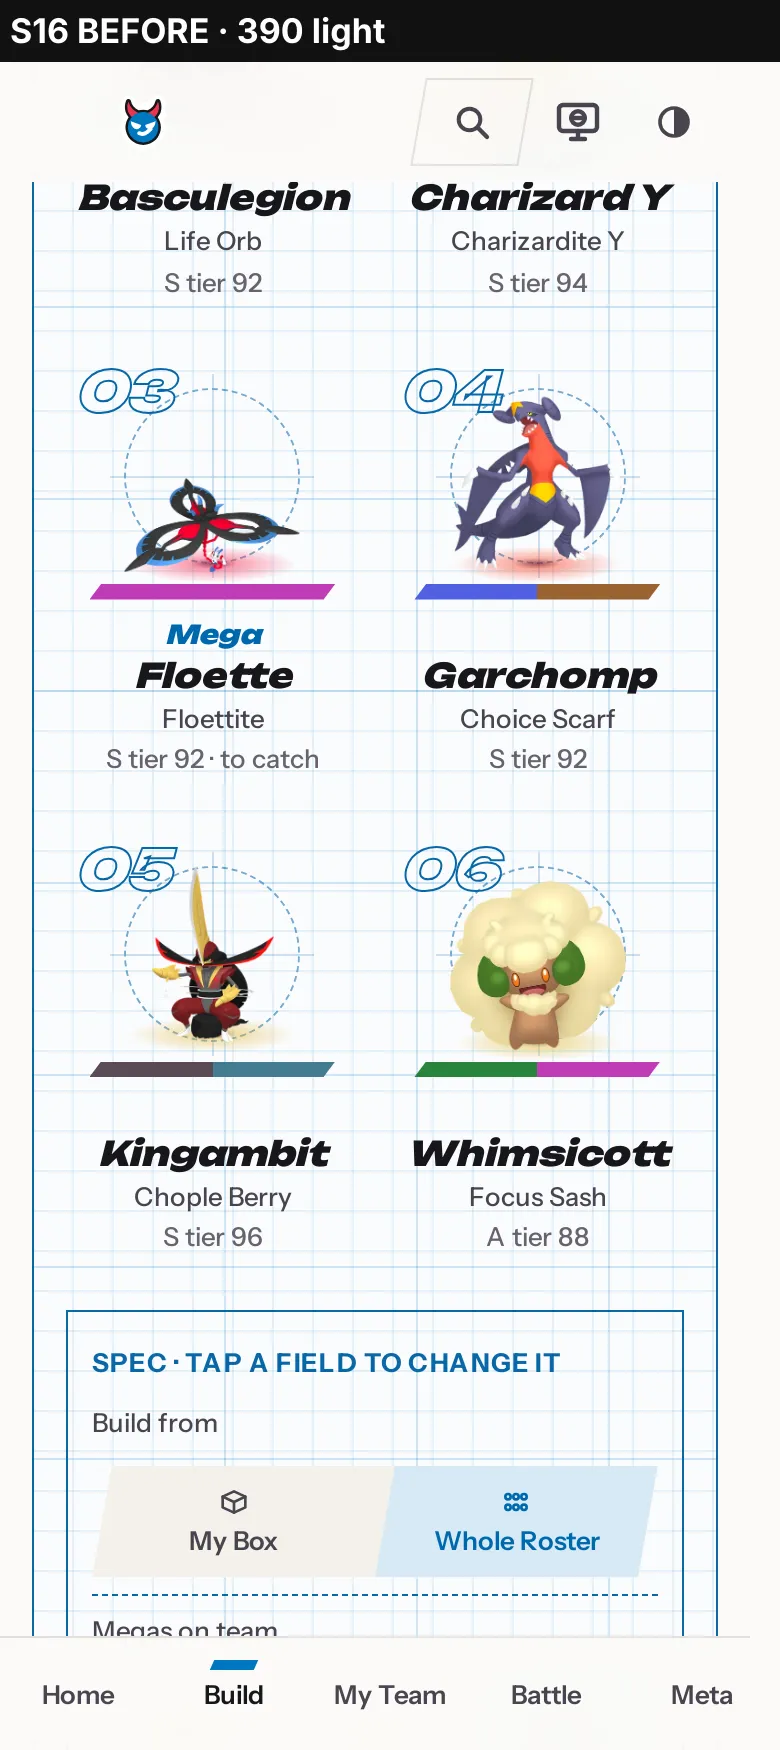 S16 BEFORE · 390 light
Basculegion
Charizard Y
Life Orb
Charizardite Y
S tier 92
S tier 94
03
04
Mega
Floette
Garchomp
Floettite
Choice Scarf
S tier 92 · to catch
S tier 92
05
06
Kingambit
Whimsicott
Chople Berry
Focus Sash
S tier 96
A tier 88
SPEC · TAP A FIELD TO CHANGE IT
Build from
My Box
Whole Roster
Megas on team
Home
Build
My Team
Battle
Meta